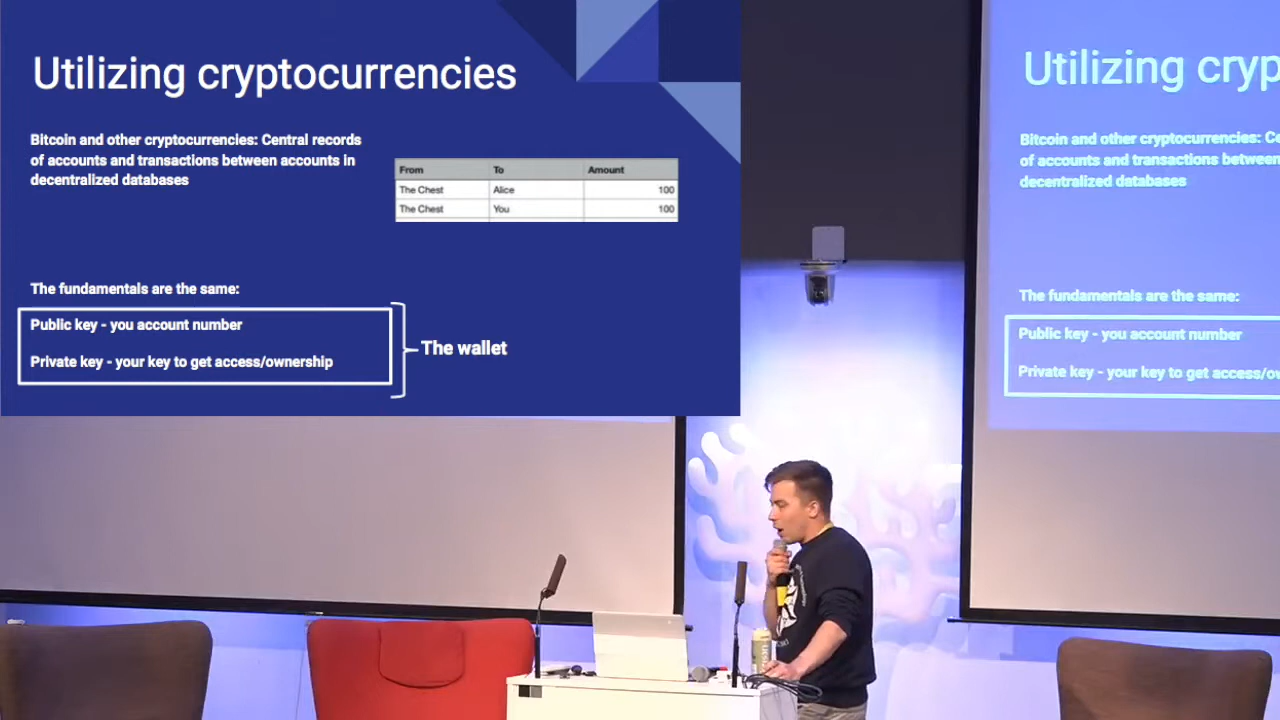 Utilizing cryptocurrencies
Bitcoin and other cryptocurrencies: Central records
of accounts and transactions between accounts in
decentralized databases
From To Amount
The Chest Alice 100
The Chest You 100
The fundamentals are the same:
Public key - you account number
Private key - your key to get access/ownership
The wallet
Utilizing cryp
Bitcoin and other cryptocurrencies: Ce
of accounts and transactions between
decentralized databases
The fundamentals are the same:
Public key - you account number
Private key - your key to get access/ow